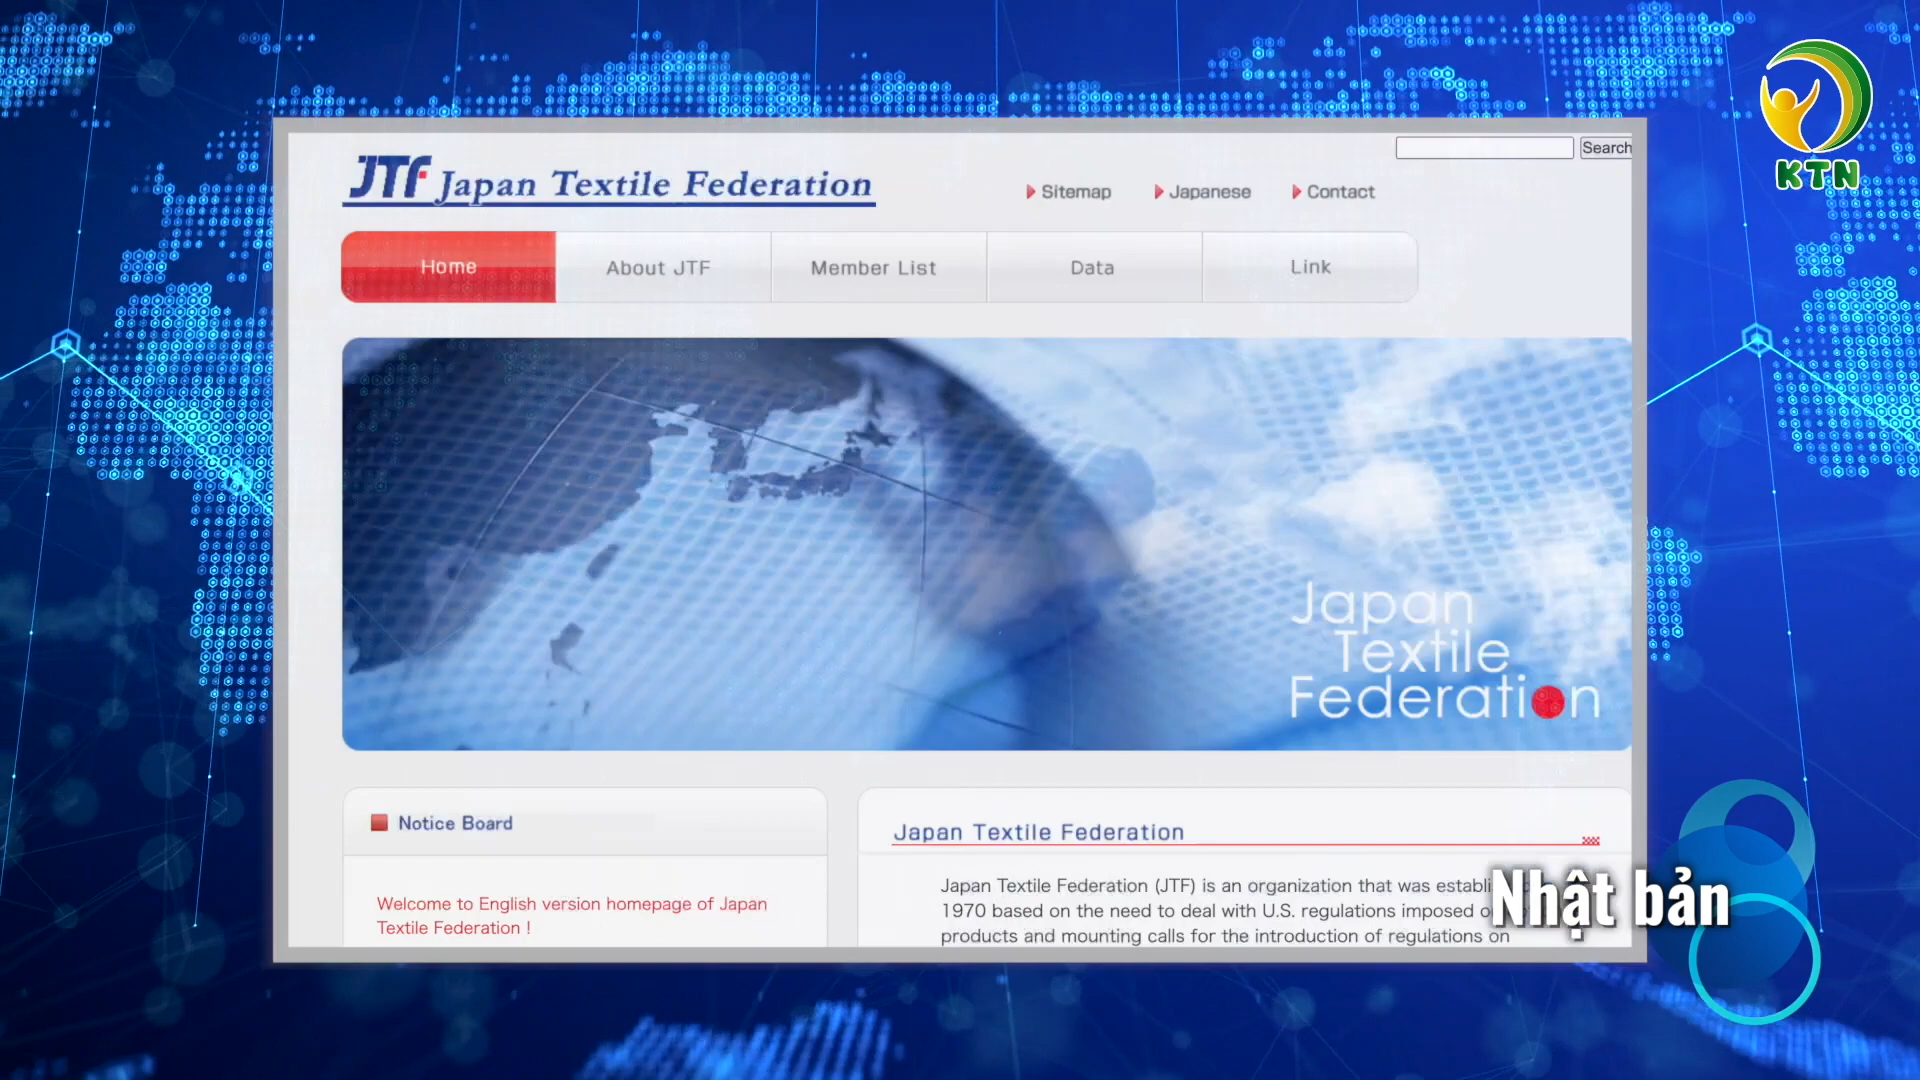 KTN
Search
JTF Japan Textile Federation
Sitemap
Japanese
Contact
Home
About JTF
Member List
Data
Link
Japan
Textile
Federation
Notice Board
Welcome to English version homepage of Japan
Textile Federation !
Japan Textile Federation
Japan Textile Federation (JTF) is an organization that was
1970 based on the need to deal with U.S. regulations imposed
products and mounting calls for the introduction of regulations on
Nhật bản